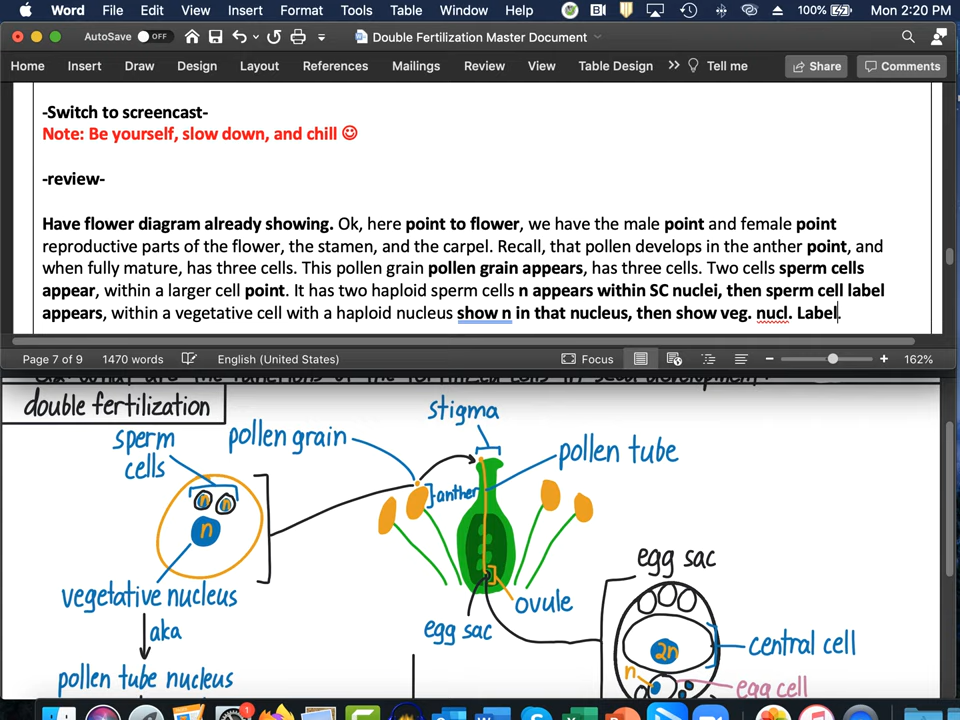 Word File Edit View Insert Format Tools Table Window Help 100% Mon 2:20 PM
AutoSave OFF Double Fertilization Master Document
Home Insert Draw Design Layout References Mailings Review View Table Design >> Tell me Share Comments
-Switch to screencast-
Note: Be yourself, slow down, and chill ☺
-review-
Have flower diagram already showing. Ok, here point to flower, we have the male point and female point
reproductive parts of the flower, the stamen, and the carpel. Recall, that pollen develops in the anther point, and
when fully mature, has three cells. This pollen grain pollen grain appears, has three cells. Two cells sperm cells
appear, within a larger cell point. It has two haploid sperm cells n appears within SC nuclei, then sperm cell label
appears, within a vegetative cell with a haploid nucleus show n in that nucleus, then show veg. nucl. Label.
Page 7 of 9 1470 words English (United States) Focus 162%
double fertilization
stigma
sperm
cells
pollen grain
pollen tube
anther
n n
n
vegetative nucleus
aka
pollen tube nucleus
ovule
egg sac
egg sac
central cell
2n
n
egg cell